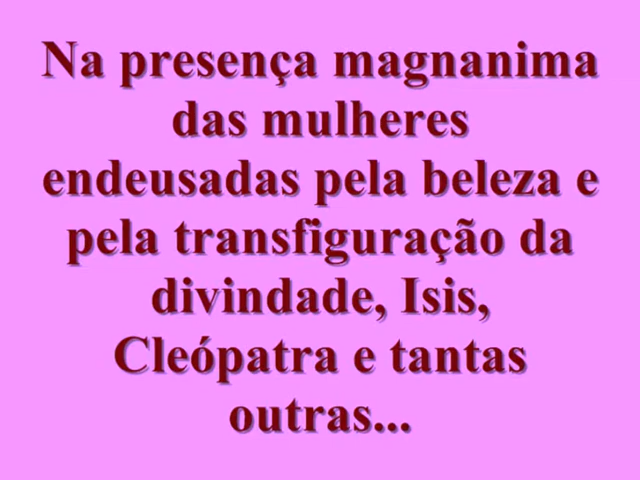 Na presença magnanima
das mulheres
endeusadas pela beleza e
pela transfiguração da
divindade, Isis,
Cleópatra e tantas
outras...